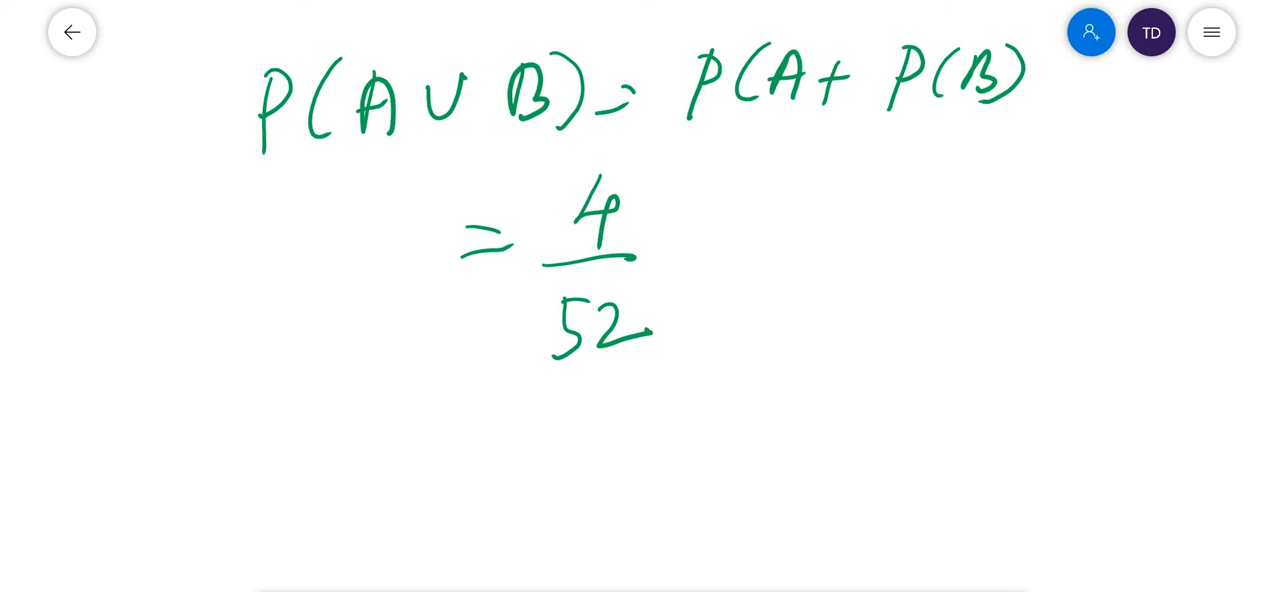 TD
P(A ∪ B) = P(A + P(B)
= 4/52